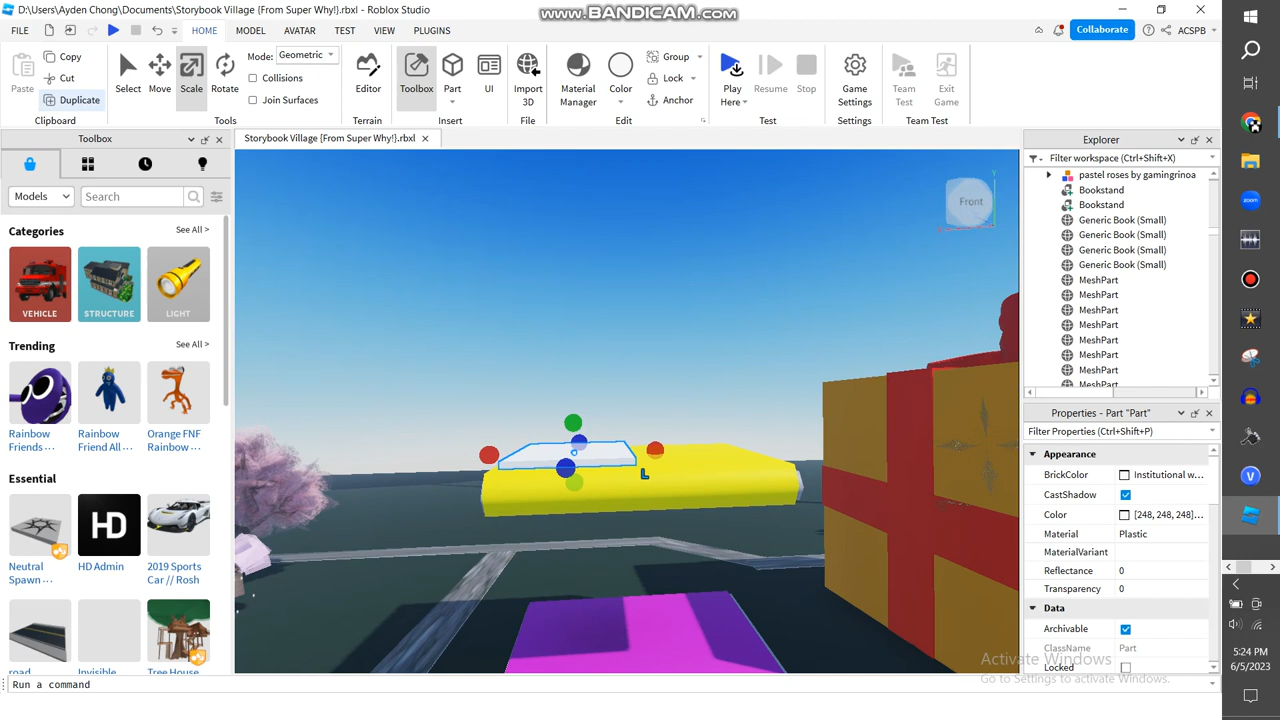 D:\Users\Ayden Chong\Documents\Storybook Village {From Super Why!}.rbxl - Roblox Studio
www.BANDICAM.com
FILE HOME MODEL AVATAR TEST VIEW PLUGINS Collaborate ACSPB
Paste Copy Cut Duplicate Clipboard
Select Move Scale Rotate Mode: Geometric Collisions Join Surfaces Tools
Editor Terrain
Toolbox Part UI Insert
Import 3D File
Material Manager Color Group Lock Anchor Edit
Play Here Resume Stop Test
Game Settings Settings
Team Test Exit Game Team Test
Toolbox
Models Search
Categories See All >
VEHICLE STRUCTURE LIGHT
Trending See All >
Rainbow Friends ... Rainbow Friend All ... Orange FNF Rainbow ...
Essential See All >
HD
Neutral Spawn ... HD Admin 2019 Sports Car // Rosh
road Invisible Tree House
Storybook Village {From Super Why!}.rbxl
Front
Y
L
Explorer
Filter workspace (Ctrl+Shift+X)
pastel roses by gamingrinoa
Bookstand
Bookstand
Generic Book (Small)
Generic Book (Small)
Generic Book (Small)
Generic Book (Small)
MeshPart
MeshPart
MeshPart
MeshPart
MeshPart
MeshPart
MeshPart
MeshPart
Properties - Part "Part"
Filter Properties (Ctrl+Shift+P)
Appearance
BrickColor Institutional w...
CastShadow
Color [248, 248, 248]...
Material Plastic
MaterialVariant
Reflectance 0
Transparency 0
Data
Archivable
ClassName Part
Locked
Activate Windows
Go to Settings to activate Windows.
Run a command
zoom
V
5:24 PM
6/5/2023